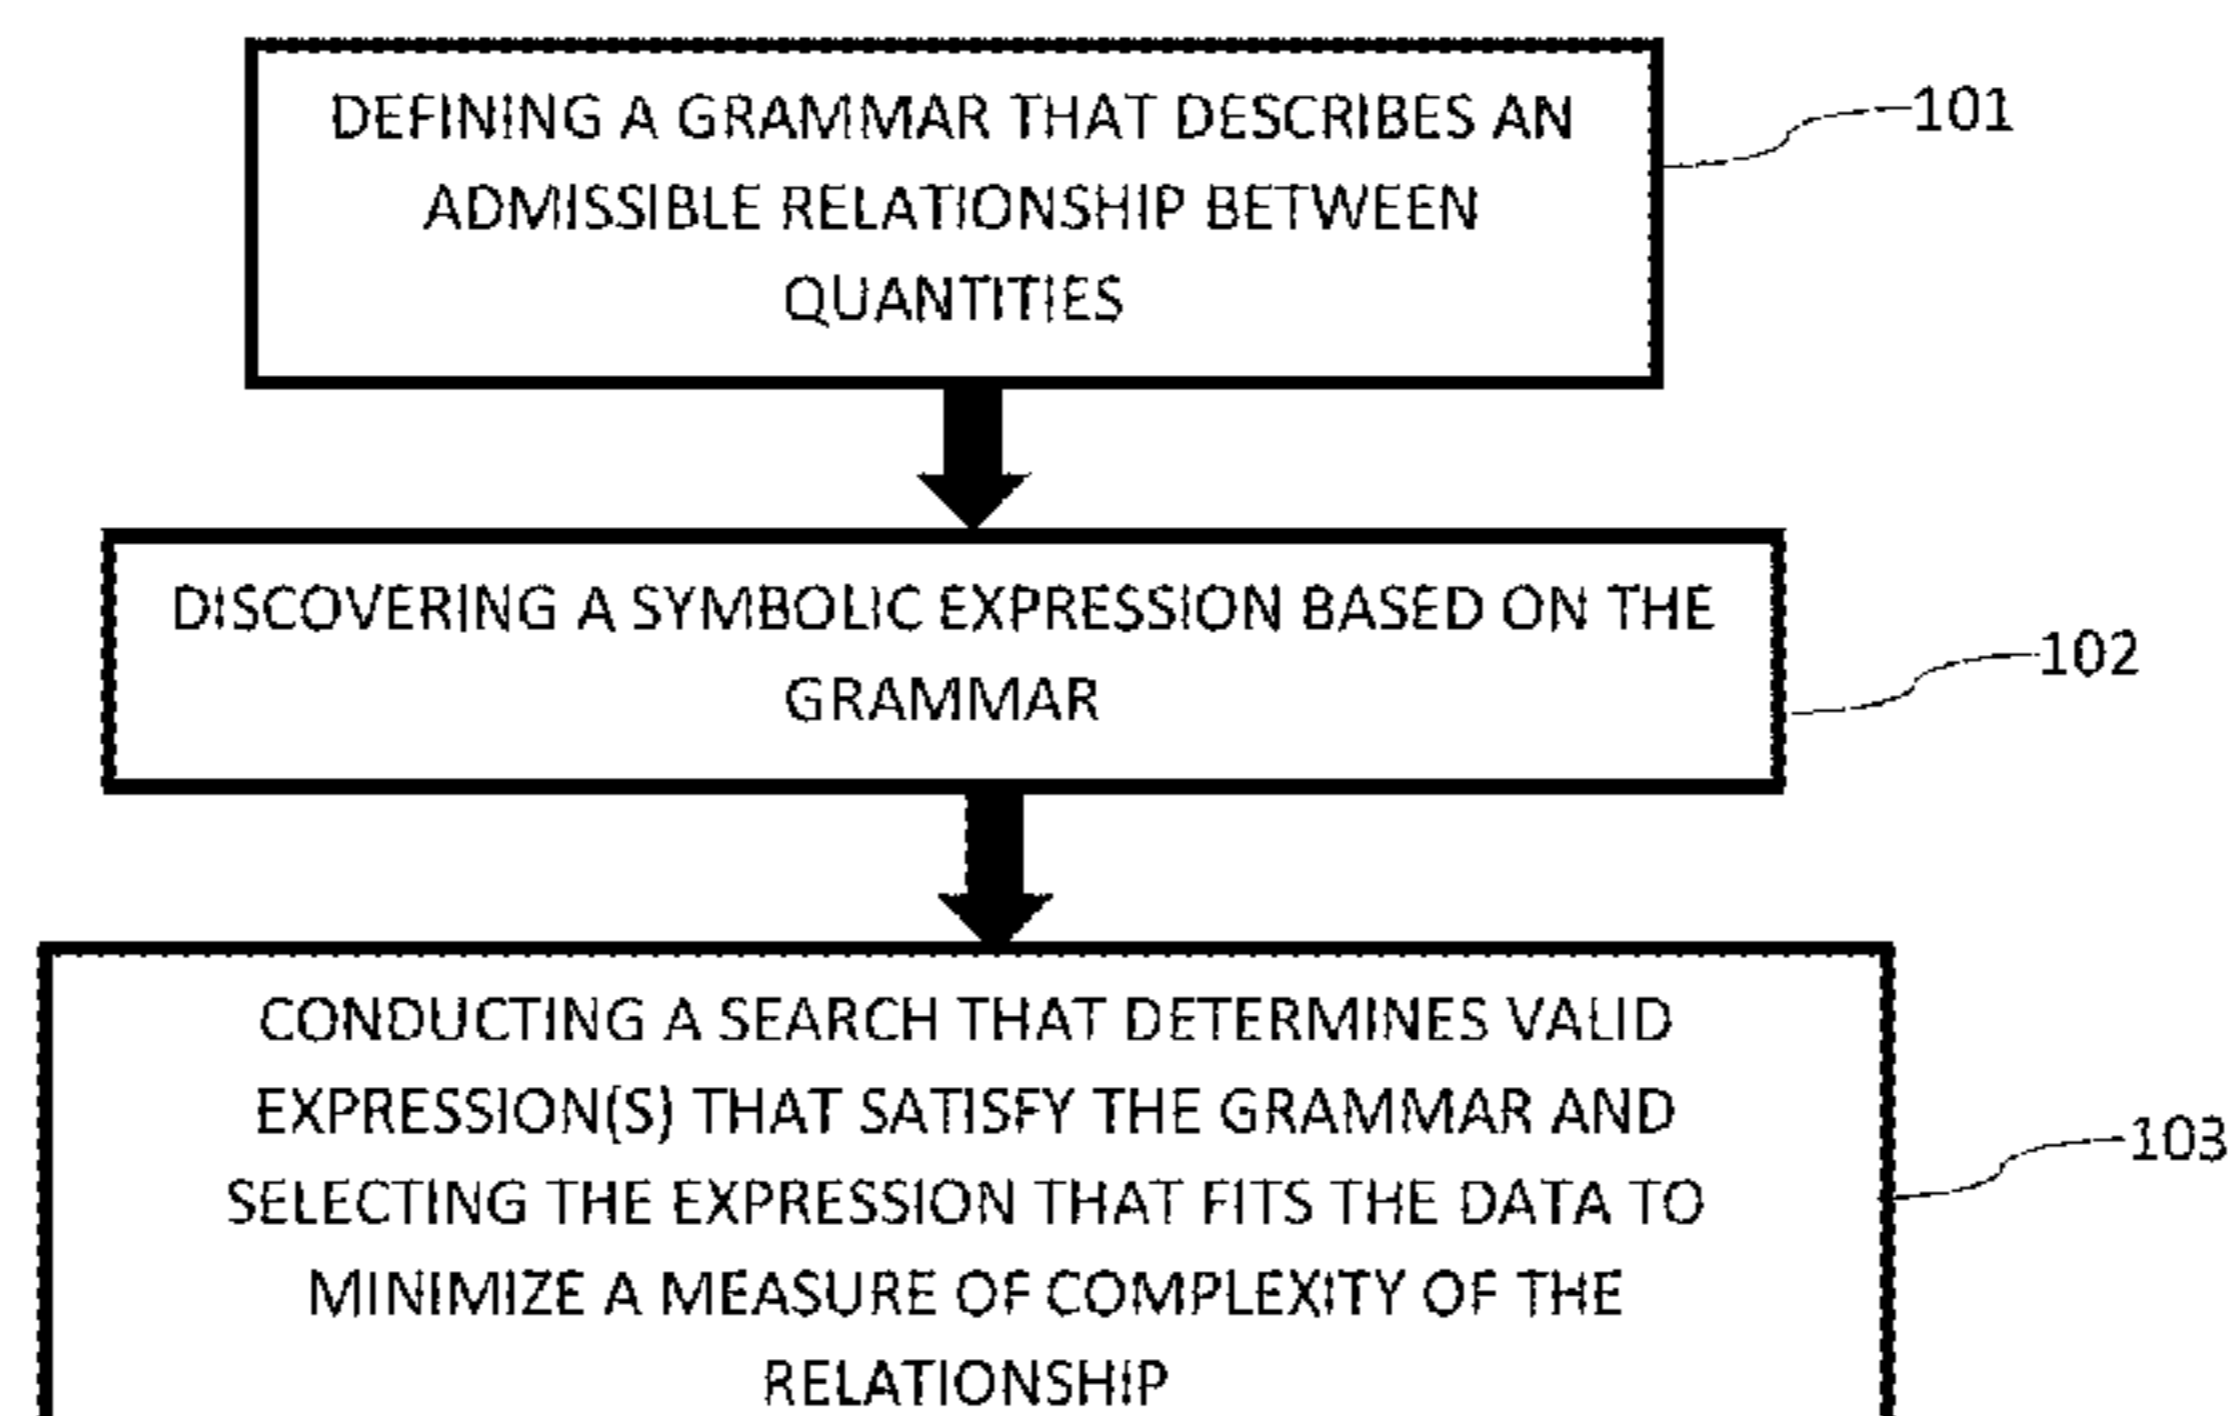 DEFINING A GRAMMAR THAT DESCRIBES AN
ADMISSIBLE RELATIONSHIP BETWEEN
QUANTITIES
101
DISCOVERING A SYMBOLIC EXPRESSION BASED ON THE
GRAMMAR
102
CONDUCTING A SEARCH THAT DETERMINES VALID
EXPRESSION(S) THAT SATISFY THE GRAMMAR AND
SELECTING THE EXPRESSION THAT FITS THE DATA TO
MINIMIZE A MEASURE OF COMPLEXITY OF THE
RELATIONSHIP
103